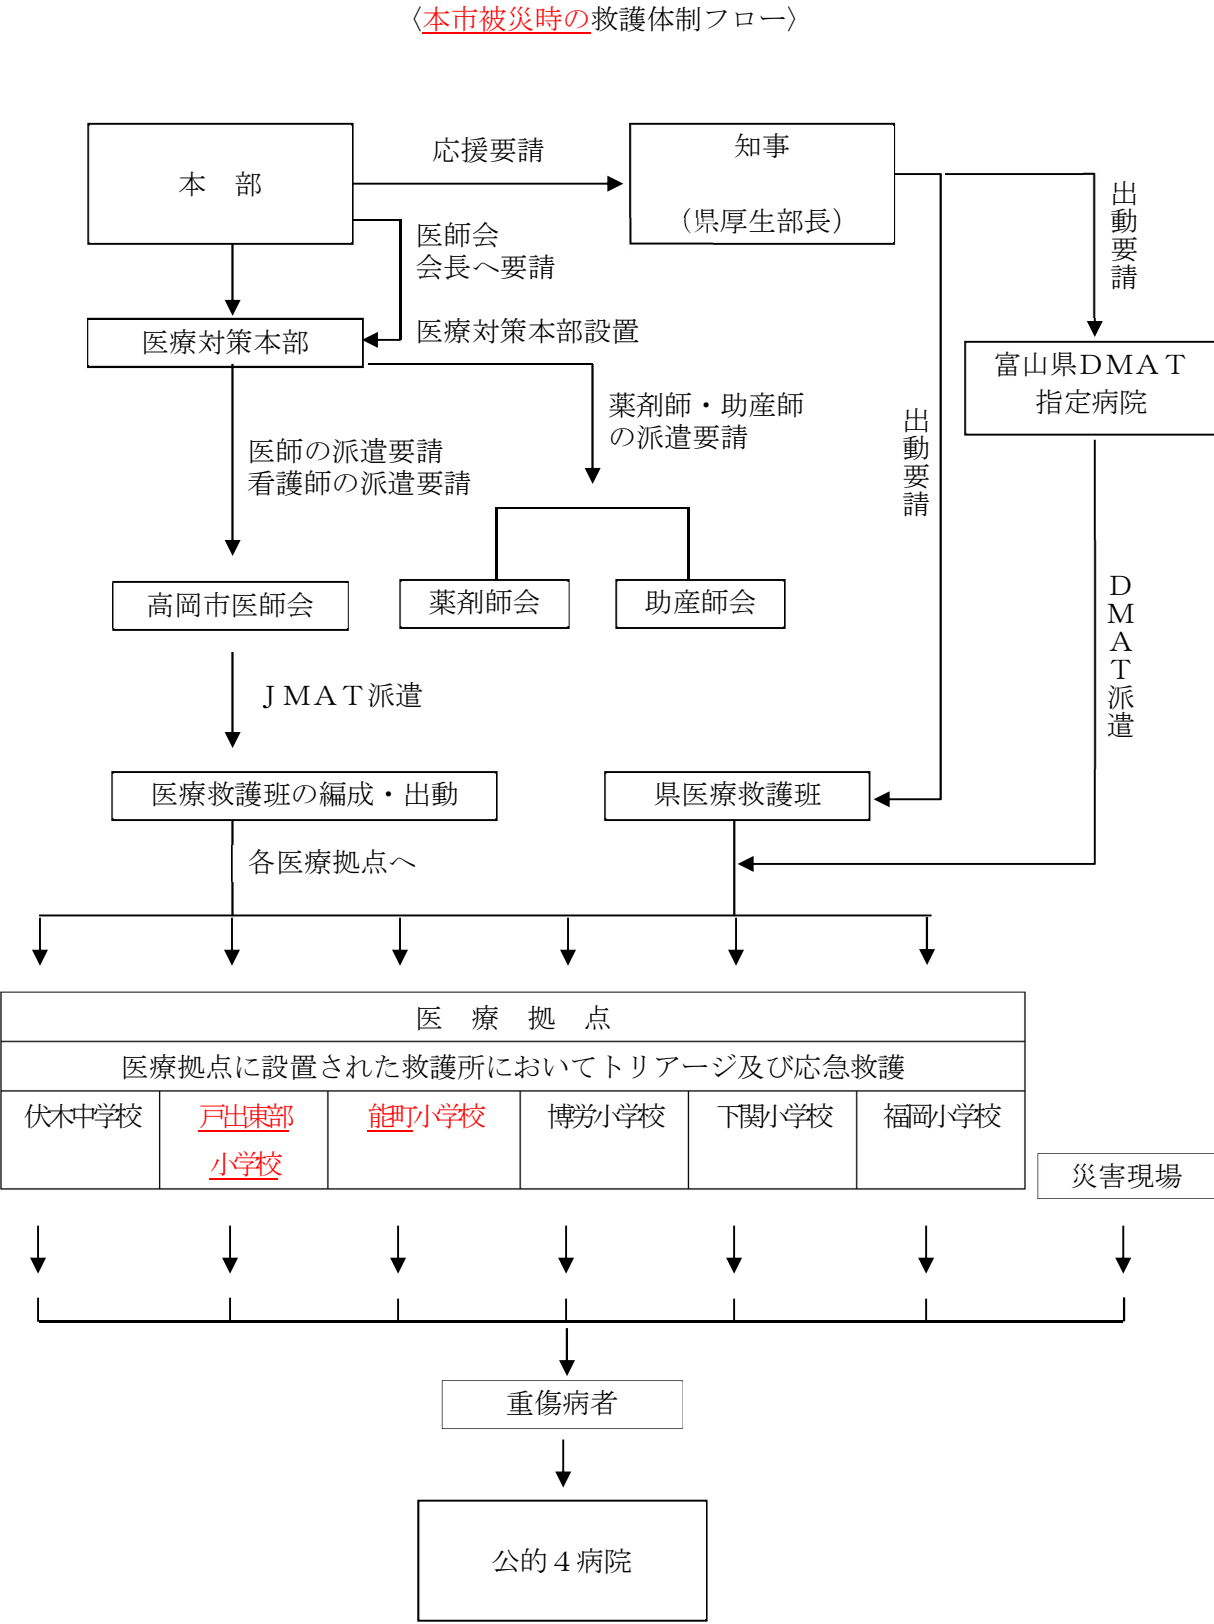 〈本市被災時の救護体制フロー〉
本　部
応援要請
知事
（県厚生部長）
出動要請
医師会
会長へ要請
医療対策本部
医療対策本部設置
富山県DMAT
指定病院
薬剤師・助産師
の派遣要請
出動要請
医師の派遣要請
看護師の派遣要請
高岡市医師会
薬剤師会
助産師会
DMAT派遣
JMAT派遣
医療救護班の編成・出動
県医療救護班
各医療拠点へ
医　療　拠　点
医療拠点に設置された救護所においてトリアージ及び応急救護
伏木中学校
戸出東部
小学校
能町小学校
博労小学校
下関小学校
福岡小学校
災害現場
重傷病者
公的４病院